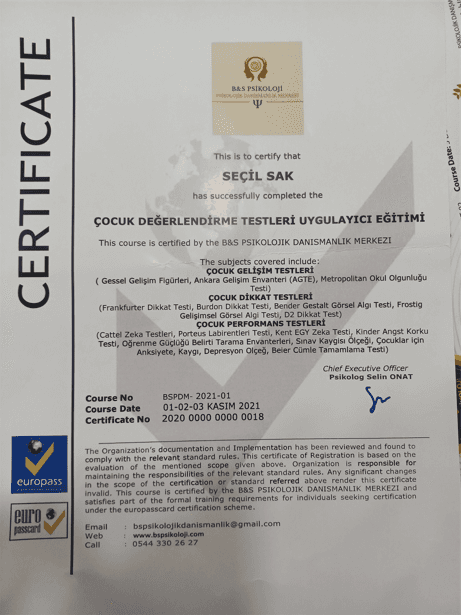 CERTIFICATE
B&S PSİKOLOJİ
PSİKOLOJİK DANIŞMANLIK MERKEZİ
This is to certify that
SEÇİL SAK
has successfully completed the
ÇOCUK DEĞERLENDİRME TESTLERİ UYGULAYICI EĞİTİMİ
This course is certified by the B&S PSIKOLOJIK DANISMANLIK MERKEZI
The subjects covered include:
ÇOCUK GELİŞİM TESTLERİ
( Gessel Gelişim Figürleri, Ankara Gelişim Envanteri (AGTE), Metropolitan Okul Olgunluğu
Testi)
ÇOCUK DİKKAT TESTLERİ
(Frankfurter Dikkat Testi, Burdon Dikkat Testi, Bender Gestalt Görsel Algı Testi, Frostig
Gelişimsel Görsel Algı Testi, D2 Dikkat Testi)
ÇOCUK PERFORMANS TESTLERİ
(Cattel Zeka Testleri, Porteus Labirentleri Testi, Kent EGY Zeka Testi, Kinder Angst Korku
Testi, Öğrenme Güçlüğü Belirti Tarama Envanterleri, Sınav Kaygısı Ölçeği, Çocuklar için
Anksiyete, Kaygı, Depresyon Ölçeği, Beier Cümle Tamamlama Testi)
Chief Executive Officer
Psikolog Selin ONAT
Course No BSPDM- 2021-01
Course Date 01-02-03 KASIM 2021
Certificate No 2020 0000 0000 0018
The Organization's documentation and Implementation has been reviewed and found to
comply with the relevant standard rules. This certificate of Registration is based on the
evaluation of the mentioned scope given above. Organization is responsible for
maintaining the responsibilities of the relevant standard rules. Any significant changes
in the scope of the certification or standard referred above render this certificate
invalid. This course is certified by the B&S PSIKOLOJIK DANISMANLIK MERKEZI and
satisfies part of the formal training requirements for individuals seeking certification
under the europasscard certification scheme.
Email : bspsikolojikdanismanlik@gmail.com
Web : www.bspsikoloji.com
Call : 0544 330 26 27
europass
euro
passcard
Course Date: